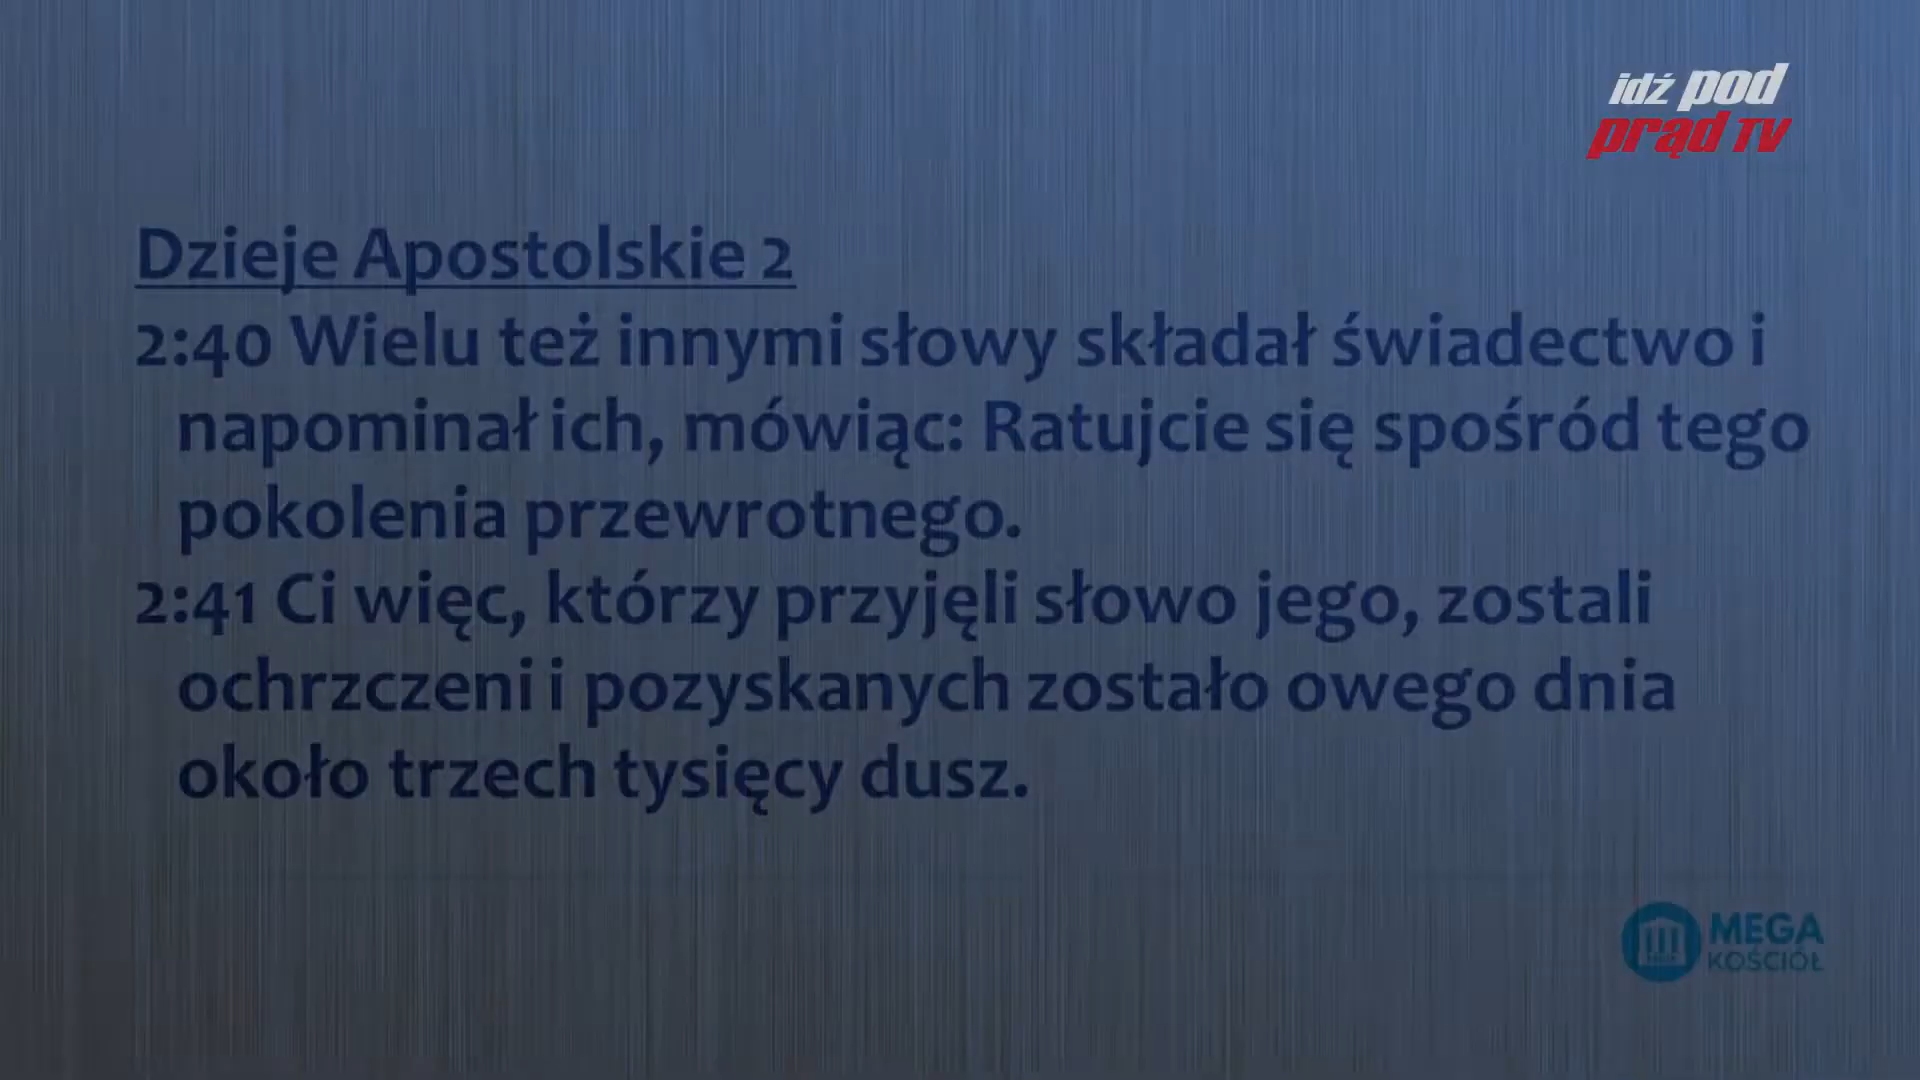 idź pod
prąd TV
Dzieje Apostolskie 2
2:40 Wielu też innymi słowy składał świadectwo i
napominał ich, mówiąc: Ratujcie się spośród tego
pokolenia przewrotnego.
2:41 Ci więc, którzy przyjęli słowo jego, zostali
ochrzczeni i pozyskanych zostało owego dnia
około trzech tysięcy dusz.
MEGA
KOŚCIÓŁ